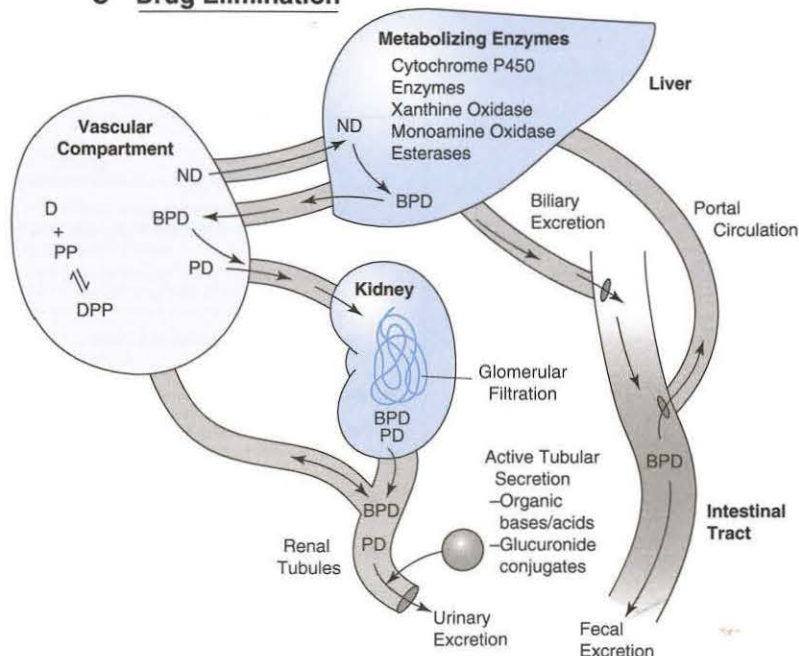 C Drug Elimination
Metabolizing Enzymes
Cytochrome P450
Enzymes
Xanthine Oxidase
Monoamine Oxidase
Esterases
Liver
Vascular
Compartment
ND
ND
BPD
BPD
D
+
PP
DPP
PD
Biliary
Excretion
Portal
Circulation
Kidney
Glomerular
Filtration
BPD
PD
BPD
Active Tubular
Secretion
–Organic
bases/acids
–Glucuronide
conjugates
BPD
PD
Renal
Tubules
Intestinal
Tract
Urinary
Excretion
Fecal
Excretion